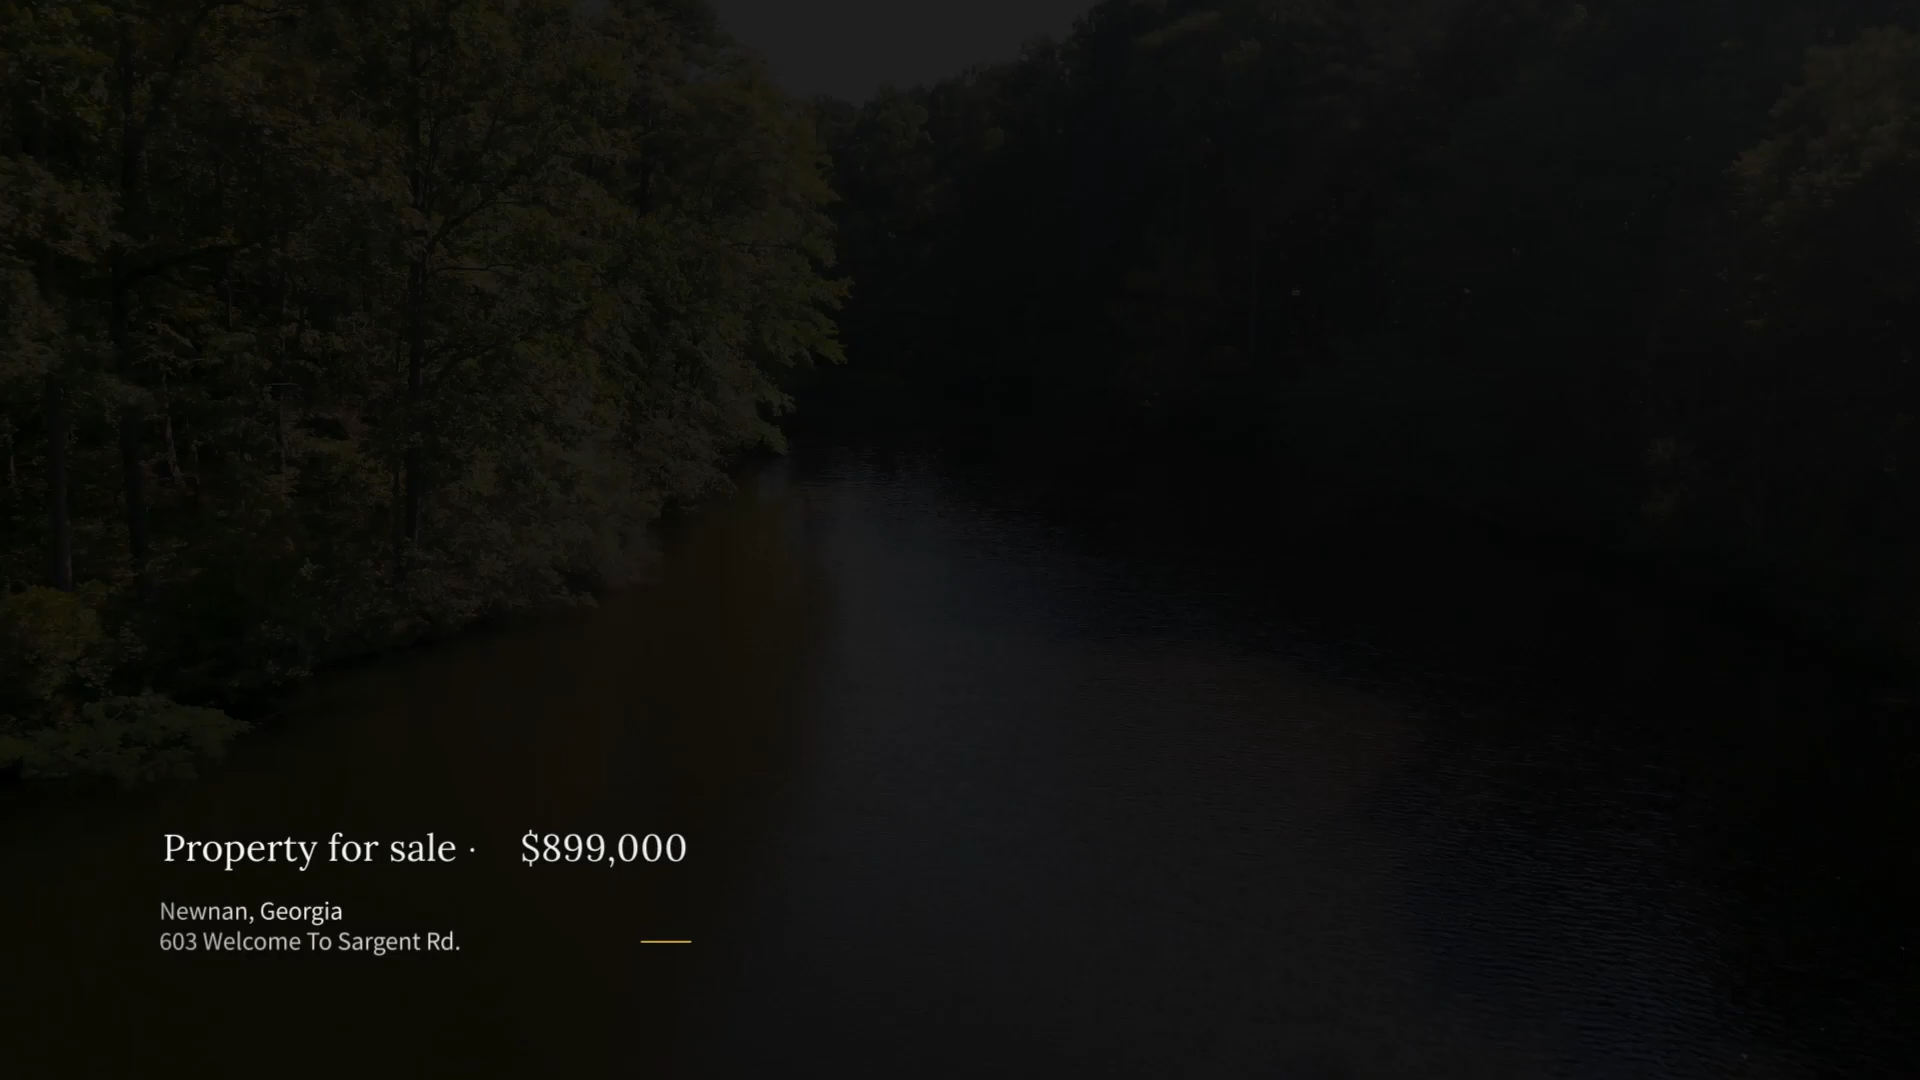 Property for sale · $899,000
Newnan, Georgia
603 Welcome To Sargent Rd.